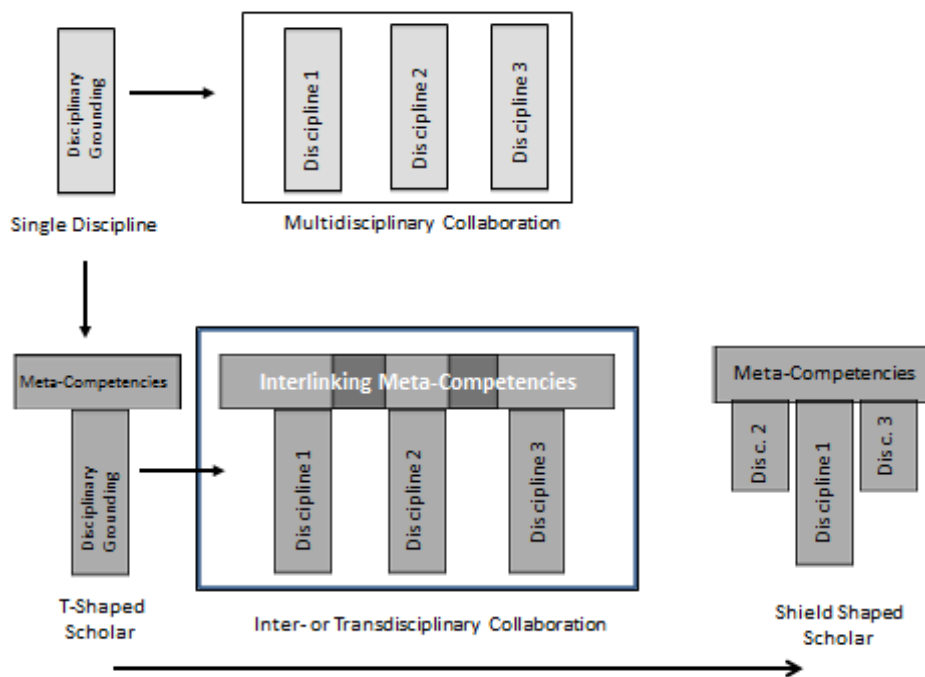 Disciplinary
Grounding
Discipline 1
Discipline 2
Discipline 3
Single Discipline
Multidisciplinary Collaboration
Meta-Competencies
Disciplinary
Grounding
T-Shaped
Scholar
Interlinking Meta-Competencies
Discipline 1
Discipline 2
Discipline 3
Inter- or Transdisciplinary Collaboration
Meta-Competencies
Disc. 2
Discipline 1
Disc. 3
Shield Shaped
Scholar